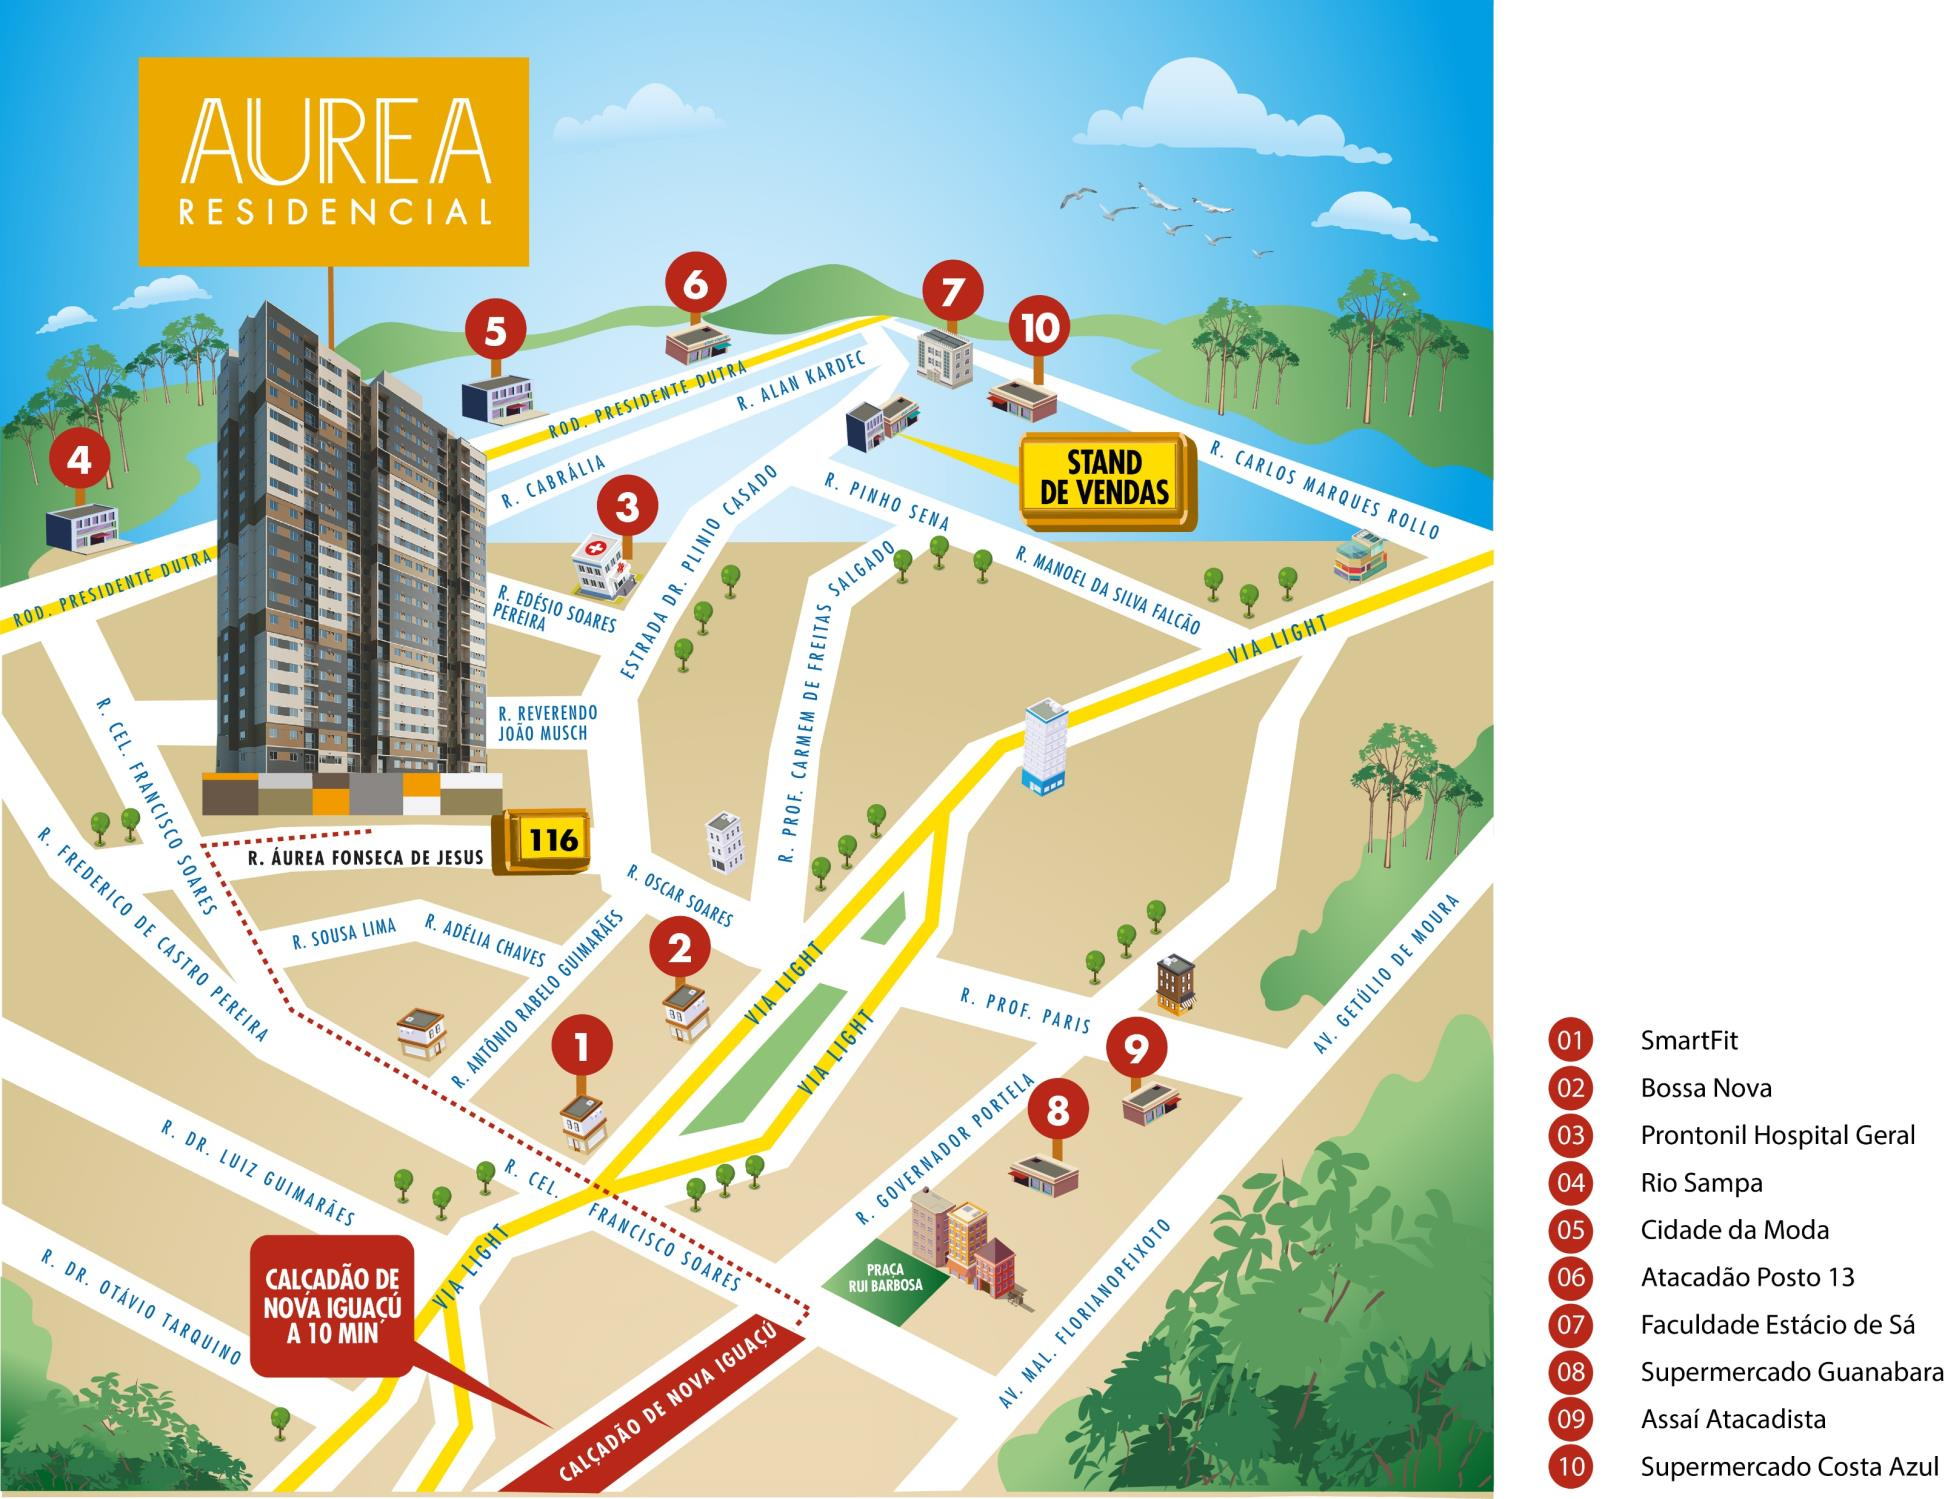 AUREA
RESIDENCIAL
6
7
10
5
4
3
STAND
DE VENDAS
ROD. PRESIDENTE DUTRA
R. ALAN KARDEC
R. CABRÁLIA
R. CARLOS MARQUES ROLLO
R. PINHO SENA
R. MANOEL DA SILVA FALCÃO
ESTRADA DR. PLINIO CASADO
R. EDÉSIO SOARES
PEREIRA
R. PROF. CARMEM DE FREITAS SALGADO
ROD. PRESIDENTE DUTRA
VIA LIGHT
R. REVERENDO
JOÃO MUSCH
R. CEL. FRANCISCO SOARES
116
R. ÁUREA FONSECA DE JESUS
R. FREDERICO DE CASTRO PEREIRA
R. SOUSA LIMA
R. ADÉLIA CHAVES
R. OSCAR SOARES
R. ANTÔNIO RABELO GUIMARÃES
2
1
VIA LIGHT
VIA LIGHT
R. PROF. PARIS
AV. GETÚLIO DE MOURA
9
8
R. GOVERNADOR PORTELA
R. DR. LUIZ GUIMARÃES
R. CEL.
FRANCISCO SOARES
VIA LIGHT
R. DR. OTÁVIO TARQUINO
PRAÇA
RUI BARBOSA
AV. MAL. FLORIANOPEIXOTO
CALÇADÃO DE
NOVA IGUAÇÚ
A 10 MIN
CALÇADÃO DE NOVA IGUAÇÚ
01 SmartFit
02 Bossa Nova
03 Prontonil Hospital Geral
04 Rio Sampa
05 Cidade da Moda
06 Atacadão Posto 13
07 Faculdade Estácio de Sá
08 Supermercado Guanabara
09 Assaí Atacadista
10 Supermercado Costa Azul